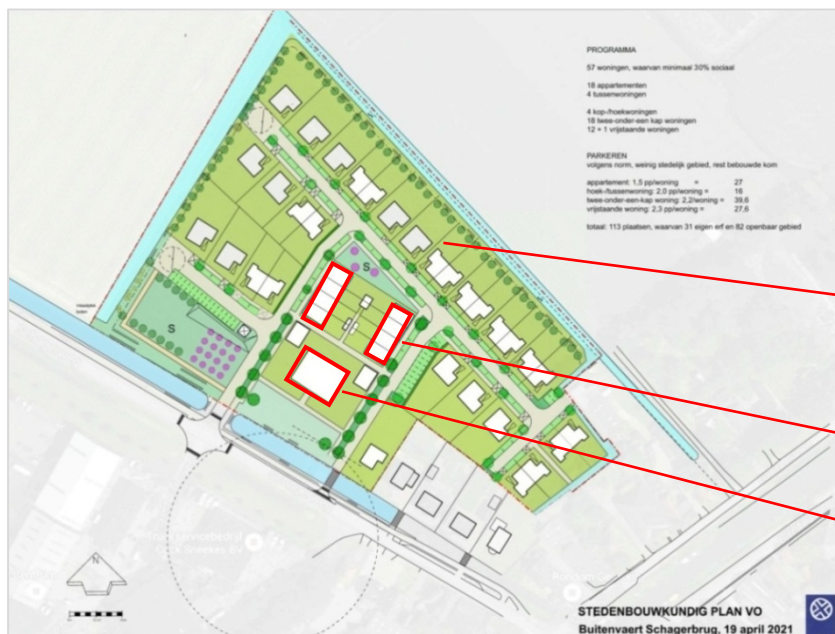 PROGRAMMA
57 woningen, waarvan minimaal 30% sociaal
18 appartementen
4 tussenwoningen
4 kop-/hoekwoningen
18 twee-onder-een kap woningen
12 + 1 vrijstaande woningen
PARKEREN
volgens norm, weinig stedelijk gebied, rest bebouwde kom
appartement: 1,5 pp/woning = 27
hoek-/tussenwoning: 2,0 pp/woning = 16
twee-onder-een-kap woning: 2,2/woning = 39,6
vrijstaande woning: 2,3 pp/woning = 27,6
totaal: 113 plaatsen, waarvan 31 eigen erf en 82 openbaar gebied
S
S
N
STEDENBOUWKUNDIG PLAN VO
Buitenvaert Schagerbrug, 19 april 2021